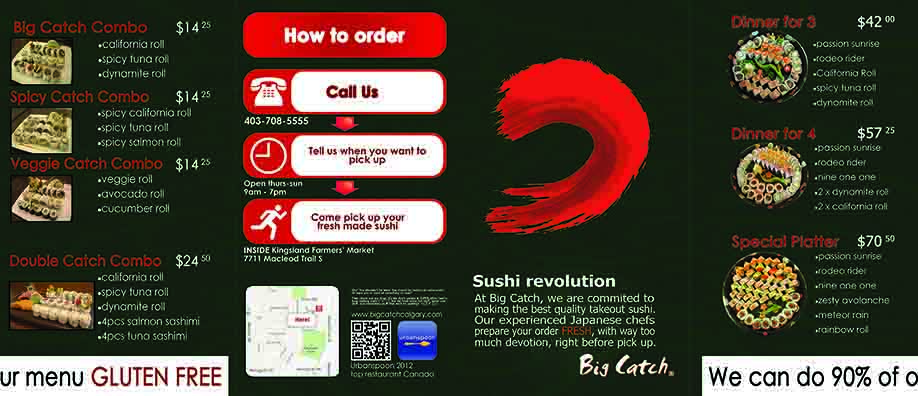 Big Catch Combo $14 25
•california roll
•spicy tuna roll
•dynamite roll
Spicy Catch Combo $14 25
•spicy california roll
•spicy tuna roll
•spicy salmon roll
Veggie Catch Combo $14 25
•veggie roll
•avocado roll
•cucumber roll
Double Catch Combo $24 50
•california roll
•spicy tuna roll
•dynamite roll
•4pcs salmon sashimi
•4pcs tuna sashimi
ur menu GLUTEN FREE
How to order
Call Us
403-708-5555
Tell us when you want to
pick up
Open thurs-sun
9am - 7pm
Come pick up your
fresh made sushi
INSIDE Kingsland Farmers' Market
7711 Macleod Trail S
Here!
www.bigcatchcalgary.com
urbanspoon
Urbanspoon 2012
top restaurant Canada
Sushi revolution
At Big Catch, we are commited to
making the best quality takeout sushi.
Our experienced Japanese chefs
prepare your order FRESH, with way too
much devotion, right before pick up.
Big Catch®
Dinner for 3 $42 00
•passion sunrise
•rodeo rider
•California Roll
•spicy tuna roll
•dynamite roll
Dinner for 4 $57 25
•passion sunrise
•rodeo rider
•nine one one
•2 x dynamite roll
•2 x california roll
Special Platter $70 50
•passion sunrise
•rodeo rider
•nine one one
•zesty avalanche
•meteor rain
•rainbow roll
We can do 90% of o